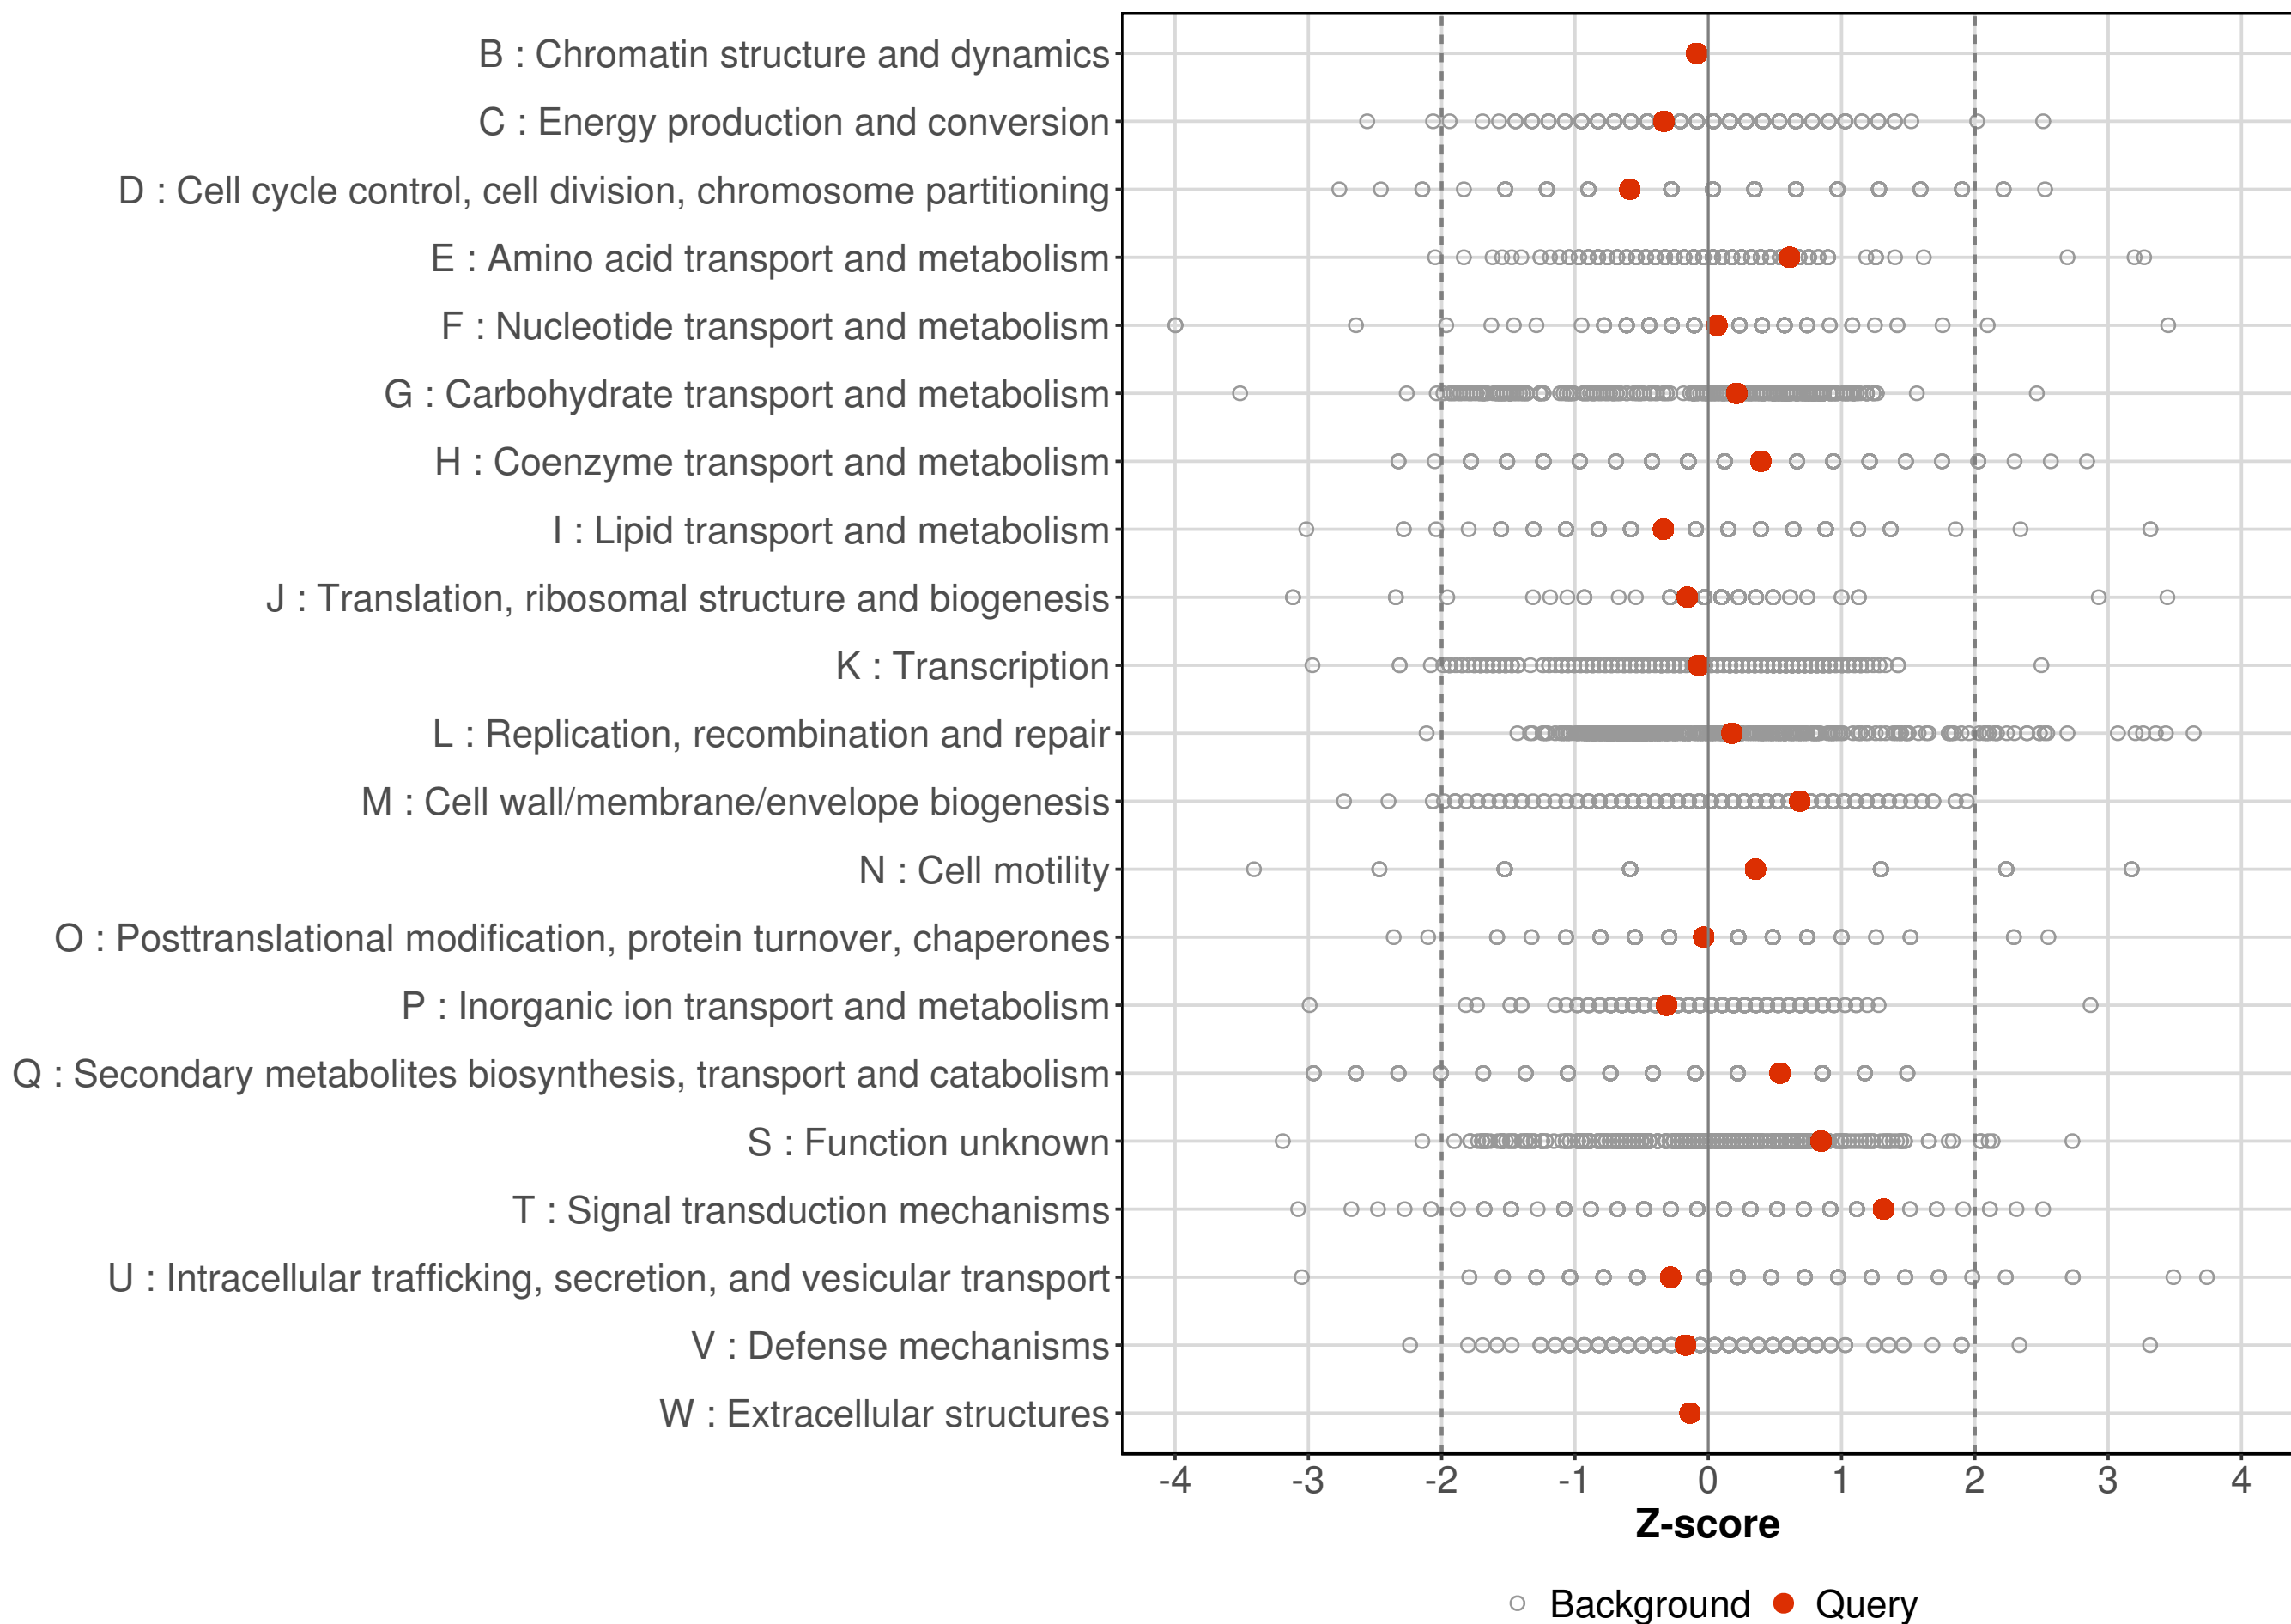 B : Chromatin structure and dynamics
C : Energy production and conversion
D : Cell cycle control, cell division, chromosome partitioning
E : Amino acid transport and metabolism
F : Nucleotide transport and metabolism
G : Carbohydrate transport and metabolism
H : Coenzyme transport and metabolism
I : Lipid transport and metabolism
J : Translation, ribosomal structure and biogenesis
K : Transcription
L : Replication, recombination and repair
M : Cell wall/membrane/envelope biogenesis
N : Cell motility
O : Posttranslational modification, protein turnover, chaperones
P : Inorganic ion transport and metabolism
Q : Secondary metabolites biosynthesis, transport and catabolism
S : Function unknown
T : Signal transduction mechanisms
U : Intracellular trafficking, secretion, and vesicular transport
V : Defense mechanisms
W : Extracellular structures
-4 -3 -2 -1 0 1 2 3 4
Z-score
Background Query